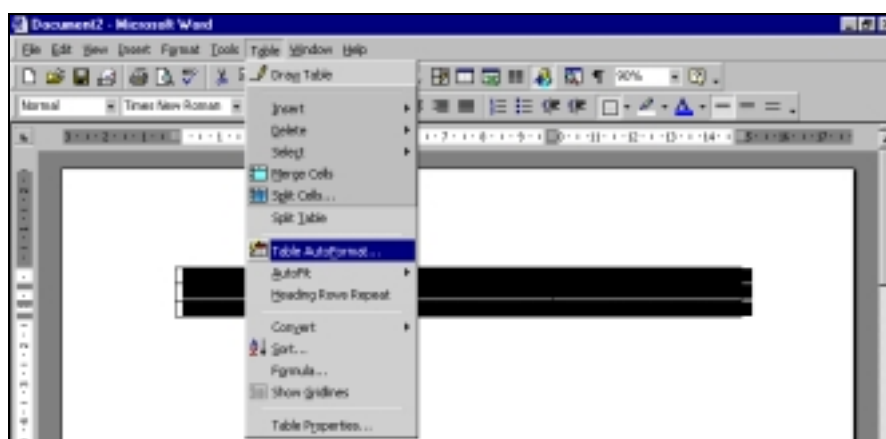 Document2 - Microsoft Word
File Edit View Insert Format Tools Table Window Help
Draw Table
90%
Normal Times New Roman
Insert
Delete
Select
Merge Cells
Split Cells...
Split Table
Table AutoFormat...
AutoFit
Heading Rows Repeat
Convert
Sort...
Formula...
Show Gridlines
Table Properties...